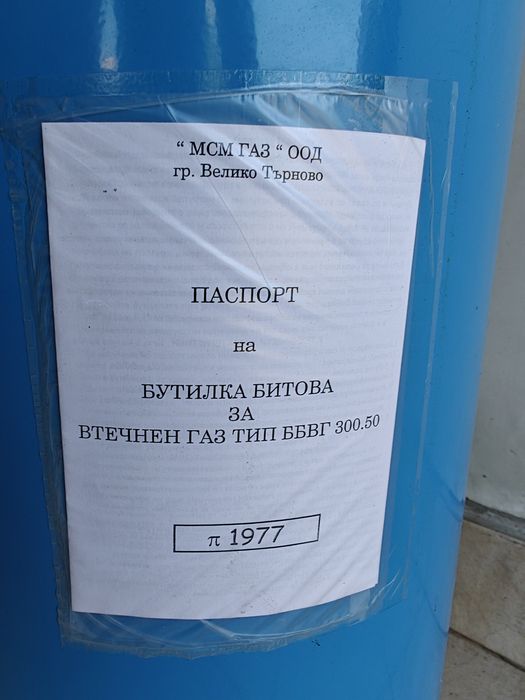 “ МСМ ГАЗ “ ООД
гр. Велико Търново
ПАСПОРТ
на
БУТИЛКА БИТОВА
ЗА
ВТЕЧНЕН ГАЗ ТИП ББВГ 300.50
π 1977